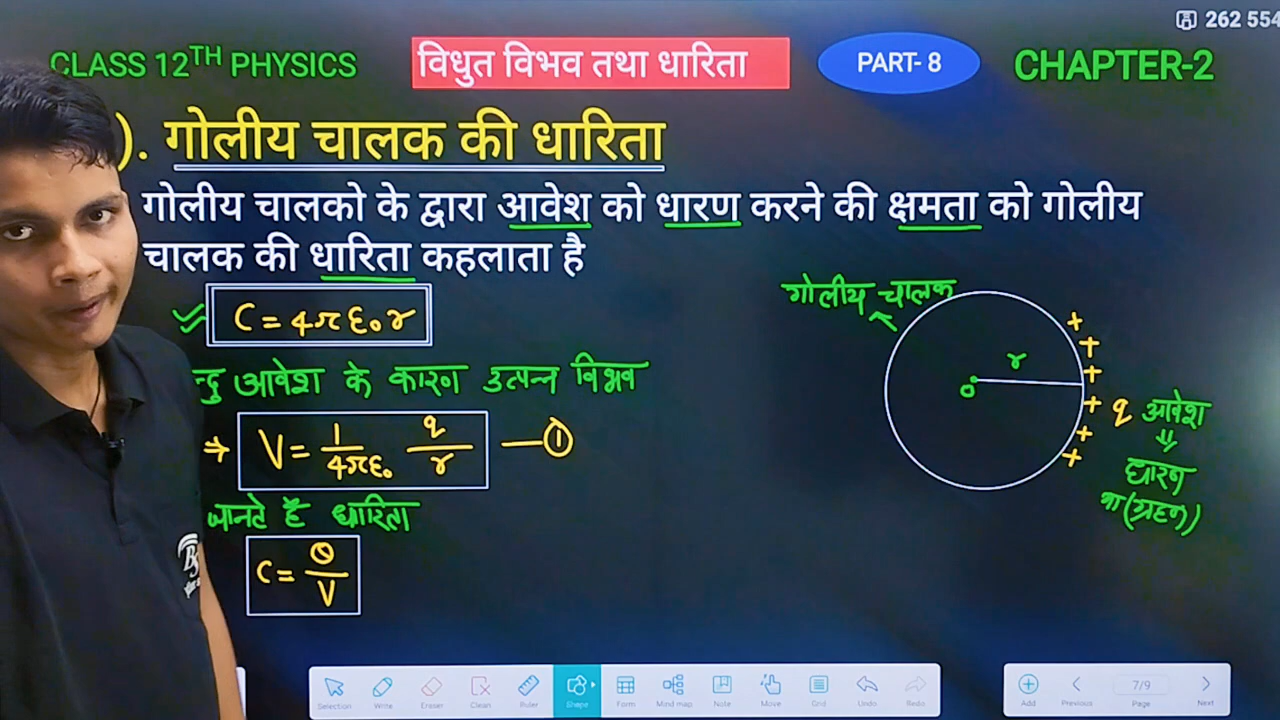 262 554
CLASS 12TH PHYSICS
विधुत विभव तथा धारिता
PART- 8
CHAPTER-2
). गोलीय चालक की धारिता
गोलीय चालको के द्वारा आवेश को धारण करने की क्षमता को गोलीय
चालक की धारिता कहलाता है
गोलीय चालक
C = 4πε₀r
r
o
न्दु आवेश के कारण उत्पन्न विभव
+ + + + + +
q आवेश
⇓
धारण
या (ग्रहण)
→ V = 1/4πε₀ q/r —①
जानते हैं धारिता
C = Q/V
Selection Write Eraser Clean Ruler Shape Form Mind map Note Move Grid Undo Redo
Add Previous 7/9 Page Next